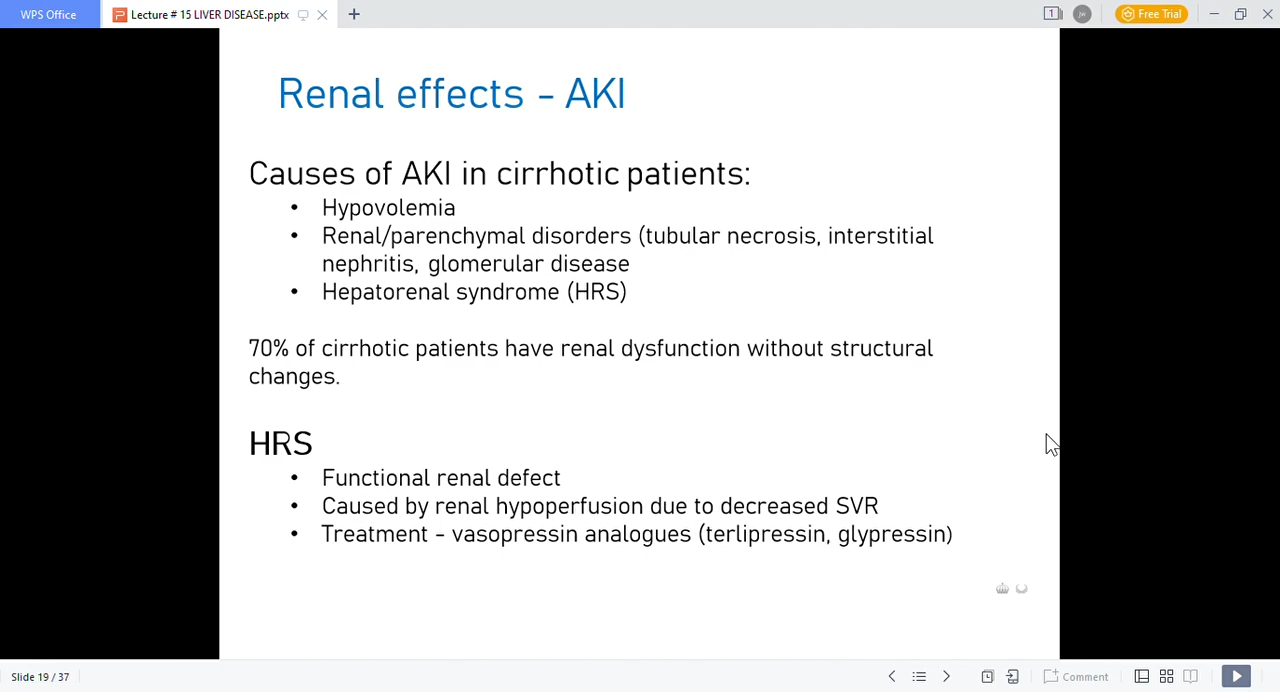 WPS Office
Lecture # 15 LIVER DISEASE.pptx
1
jw
Free Trial
Renal effects - AKI
Causes of AKI in cirrhotic patients:
• Hypovolemia
• Renal/parenchymal disorders (tubular necrosis, interstitial
nephritis, glomerular disease
• Hepatorenal syndrome (HRS)
70% of cirrhotic patients have renal dysfunction without structural
changes.
HRS
• Functional renal defect
• Caused by renal hypoperfusion due to decreased SVR
• Treatment - vasopressin analogues (terlipressin, glypressin)
Slide 19 / 37
Comment